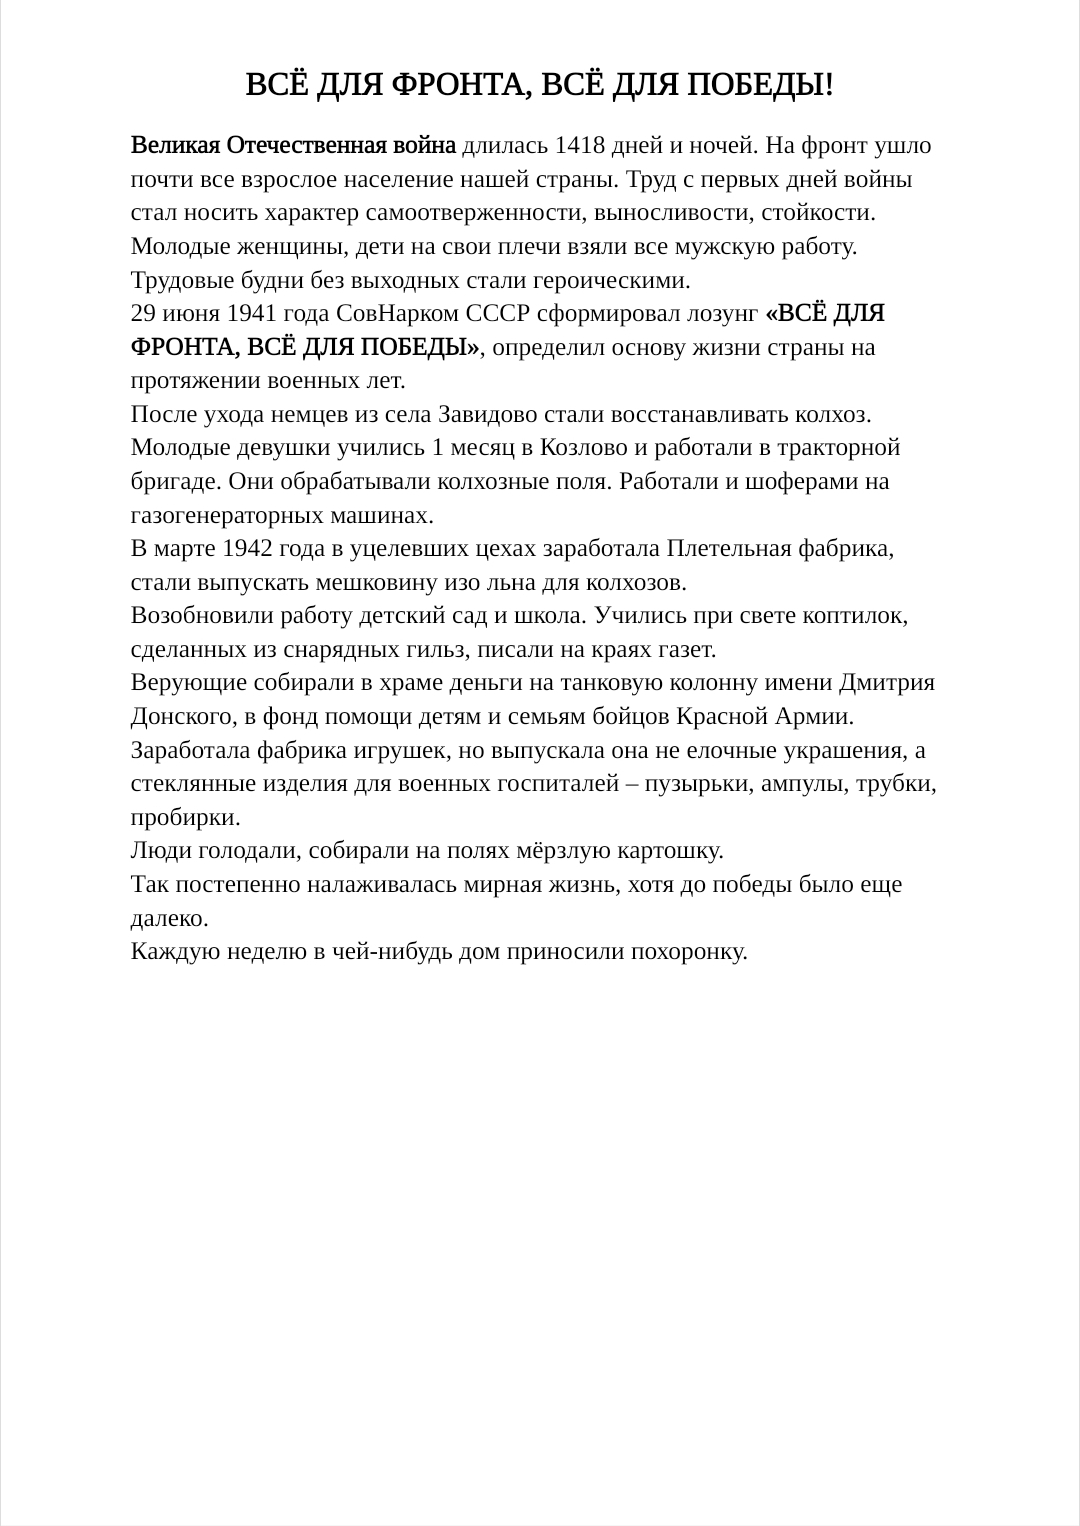 ВСЁ ДЛЯ ФРОНТА, ВСЁ ДЛЯ ПОБЕДЫ!
Великая Отечественная война длилась 1418 дней и ночей. На фронт ушло
почти все взрослое население нашей страны. Труд с первых дней войны
стал носить характер самоотверженности, выносливости, стойкости.
Молодые женщины, дети на свои плечи взяли все мужскую работу.
Трудовые будни без выходных стали героическими.
29 июня 1941 года СовНарком СССР сформировал лозунг «ВСЁ ДЛЯ
ФРОНТА, ВСЁ ДЛЯ ПОБЕДЫ», определил основу жизни страны на
протяжении военных лет.
После ухода немцев из села Завидово стали восстанавливать колхоз.
Молодые девушки учились 1 месяц в Козлово и работали в тракторной
бригаде. Они обрабатывали колхозные поля. Работали и шоферами на
газогенераторных машинах.
В марте 1942 года в уцелевших цехах заработала Плетельная фабрика,
стали выпускать мешковину изо льна для колхозов.
Возобновили работу детский сад и школа. Учились при свете коптилок,
сделанных из снарядных гильз, писали на краях газет.
Верующие собирали в храме деньги на танковую колонну имени Дмитрия
Донского, в фонд помощи детям и семьям бойцов Красной Армии.
Заработала фабрика игрушек, но выпускала она не елочные украшения, а
стеклянные изделия для военных госпиталей – пузырьки, ампулы, трубки,
пробирки.
Люди голодали, собирали на полях мёрзлую картошку.
Так постепенно налаживалась мирная жизнь, хотя до победы было еще
далеко.
Каждую неделю в чей-нибудь дом приносили похоронку.